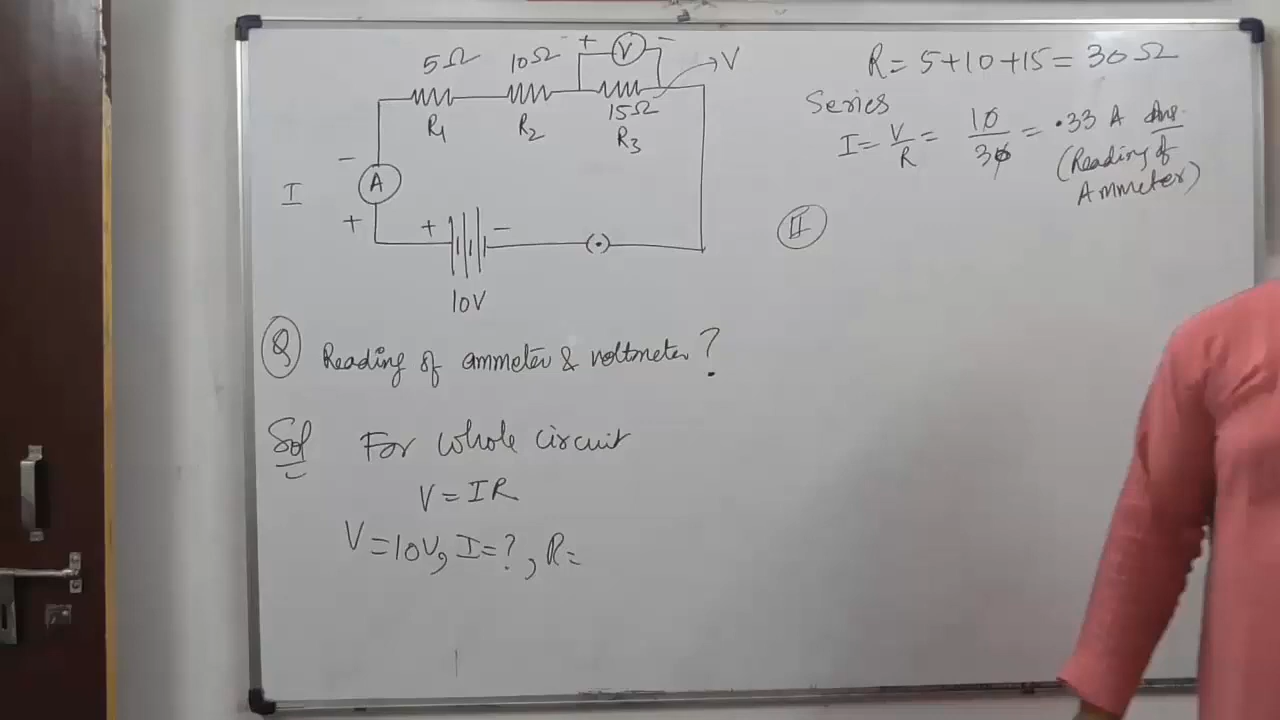 5Ω 10Ω + V − V
15Ω
R₁ R₂ R₃
−
I A
+ + −
10V
Q Reading of ammeter & voltmeter ?
Sol For whole circuit
V = IR
V = 10V, I = ?, R =
R = 5 + 10 + 15 = 30 Ω
Series
I = V/R = 10/30 = .33 A Ans.
(Reading of
Ammeter)
II